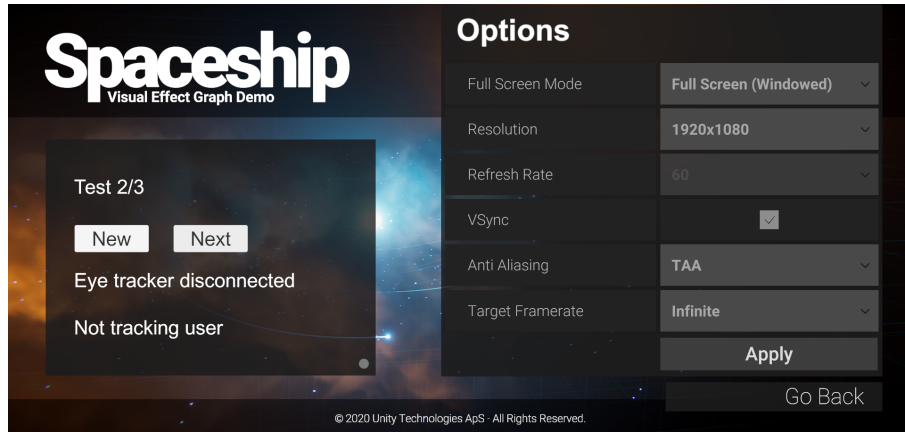 Spaceship
Visual Effect Graph Demo
Test 2/3
New Next
Eye tracker disconnected
Not tracking user
Options
Full Screen Mode Full Screen (Windowed)
Resolution 1920x1080
Refresh Rate 60
VSync
Anti Aliasing TAA
Target Framerate Infinite
Apply
Go Back
© 2020 Unity Technologies ApS - All Rights Reserved.